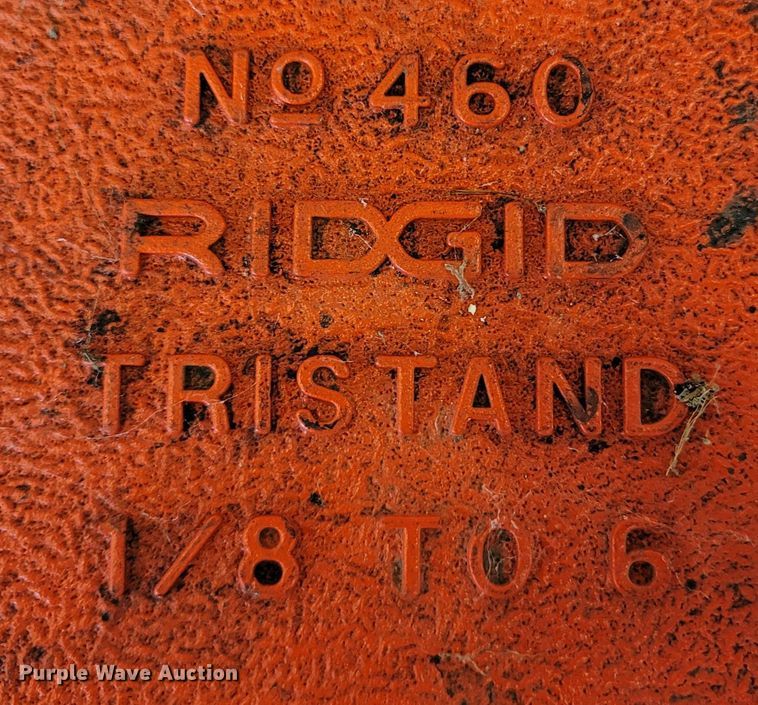 Nº 460
RIDGID
TRISTAND
1/8 TO 6
Purple Wave Auction